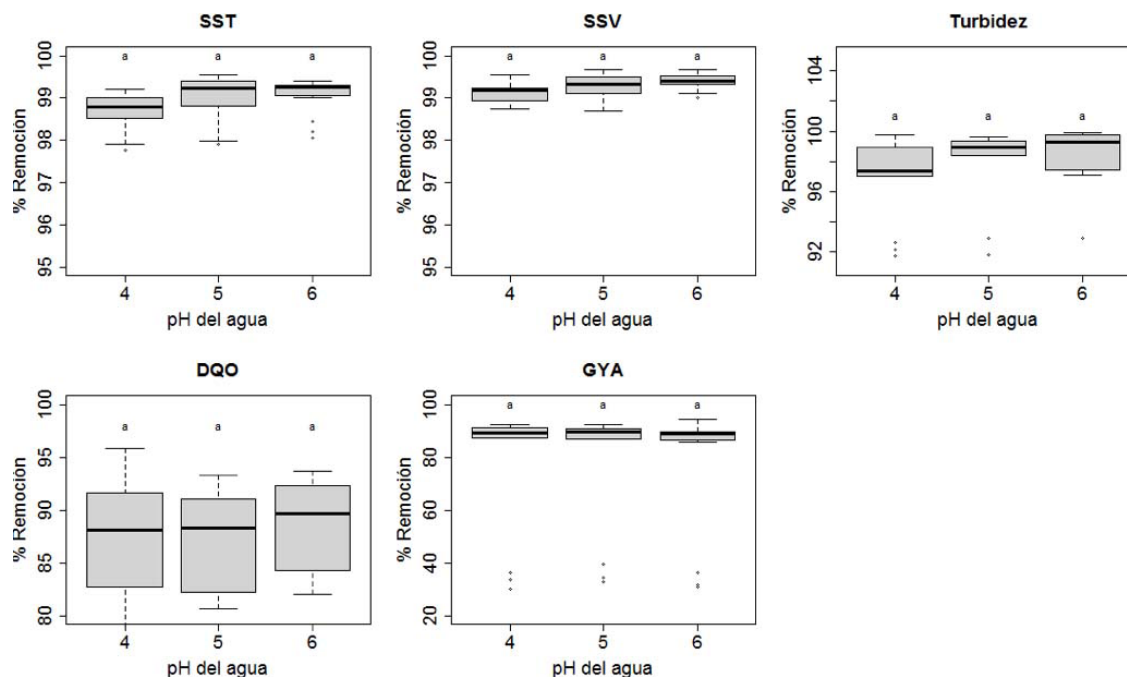 SST
a a a
% Remoción
100
99
98
97
96
95
4 5 6
pH del agua
SSV
a a a
% Remoción
100
99
98
97
96
95
4 5 6
pH del agua
Turbidez
a a a
% Remoción
104
100
96
92
4 5 6
pH del agua
DQO
a a a
% Remoción
100
95
90
85
80
4 5 6
pH del agua
GYA
a a a
% Remoción
100
80
60
40
20
4 5 6
pH del agua